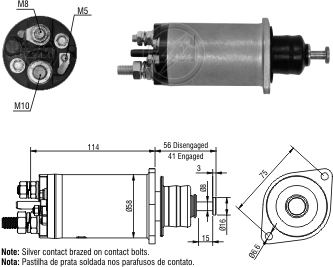 M8
M5
M10
114
56 Disengaged
41 Engaged
3
75
Ø8
Ø58
Ø16
15
Ø6.6
Note: Silver contact brazed on contact bolts.
Nota: Pastilha de prata soldada nos parafusos de contato.